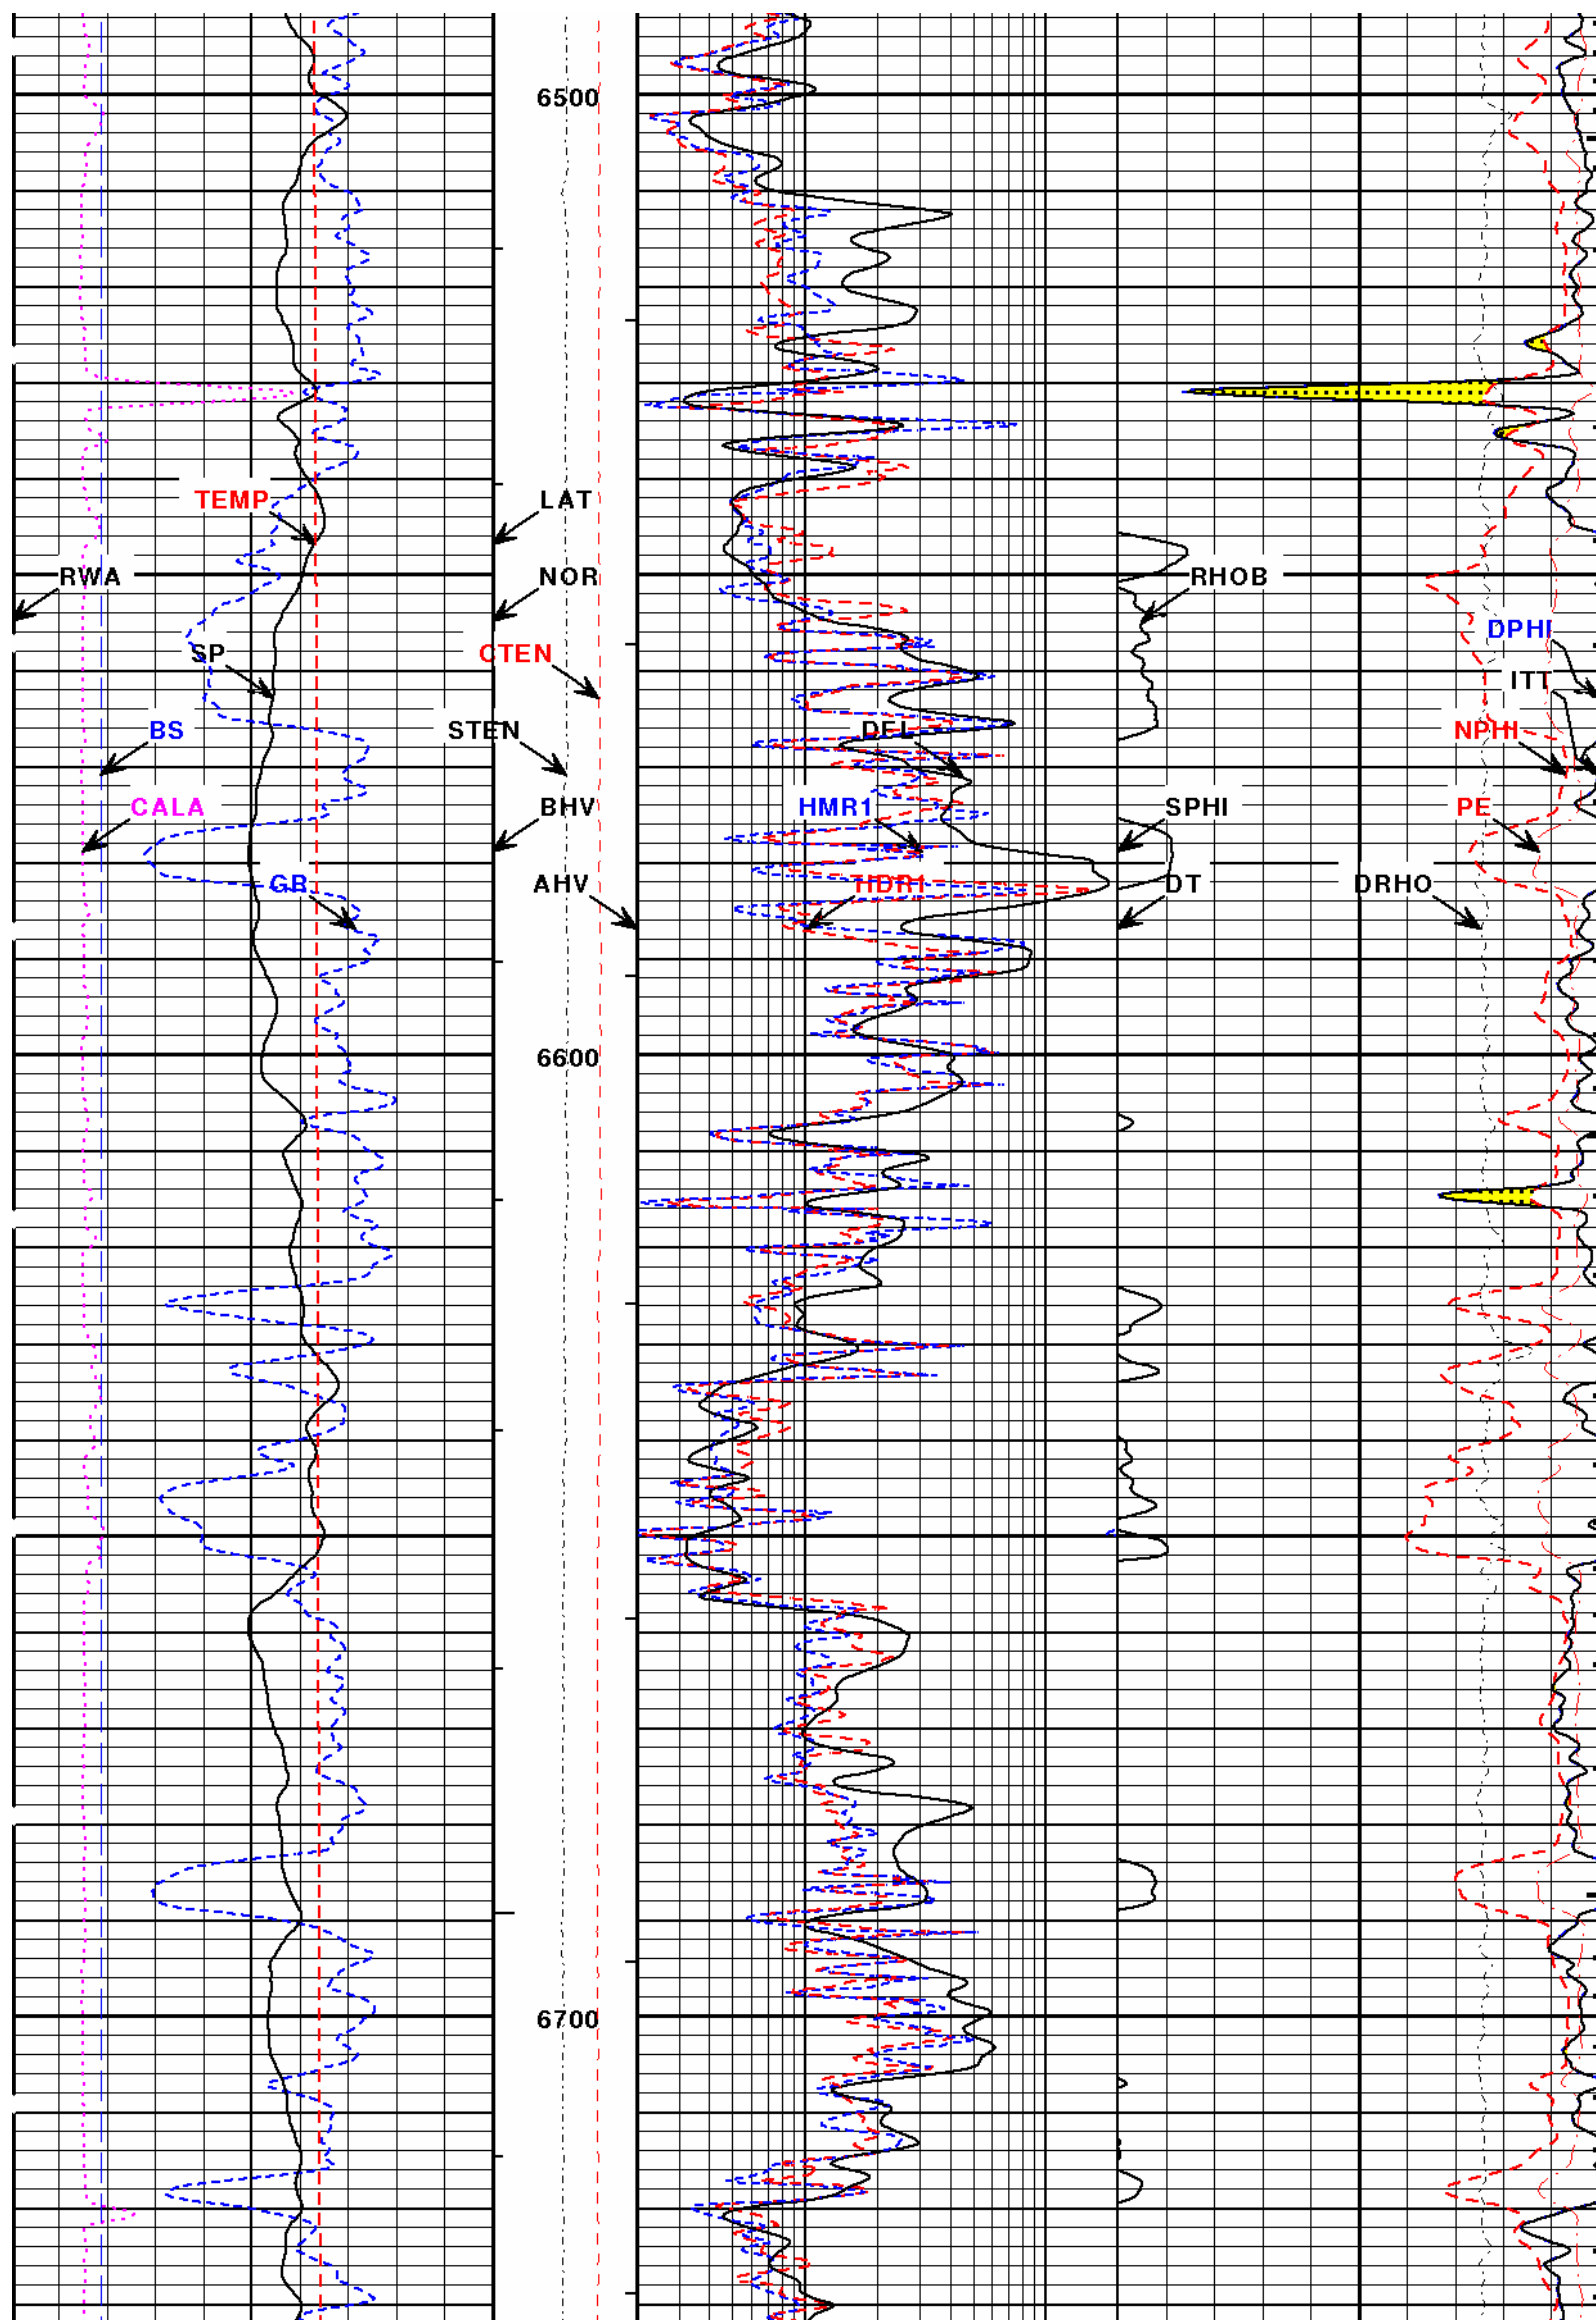 6500
TEMP LAT
RWA NOR RHOB
DPHI
SP CTEN
ITT
BS STEN DFL NPHI
CALA BHV HMR1 SPHI PE
GR AHV HDR1 DT DRHO
6600
6700